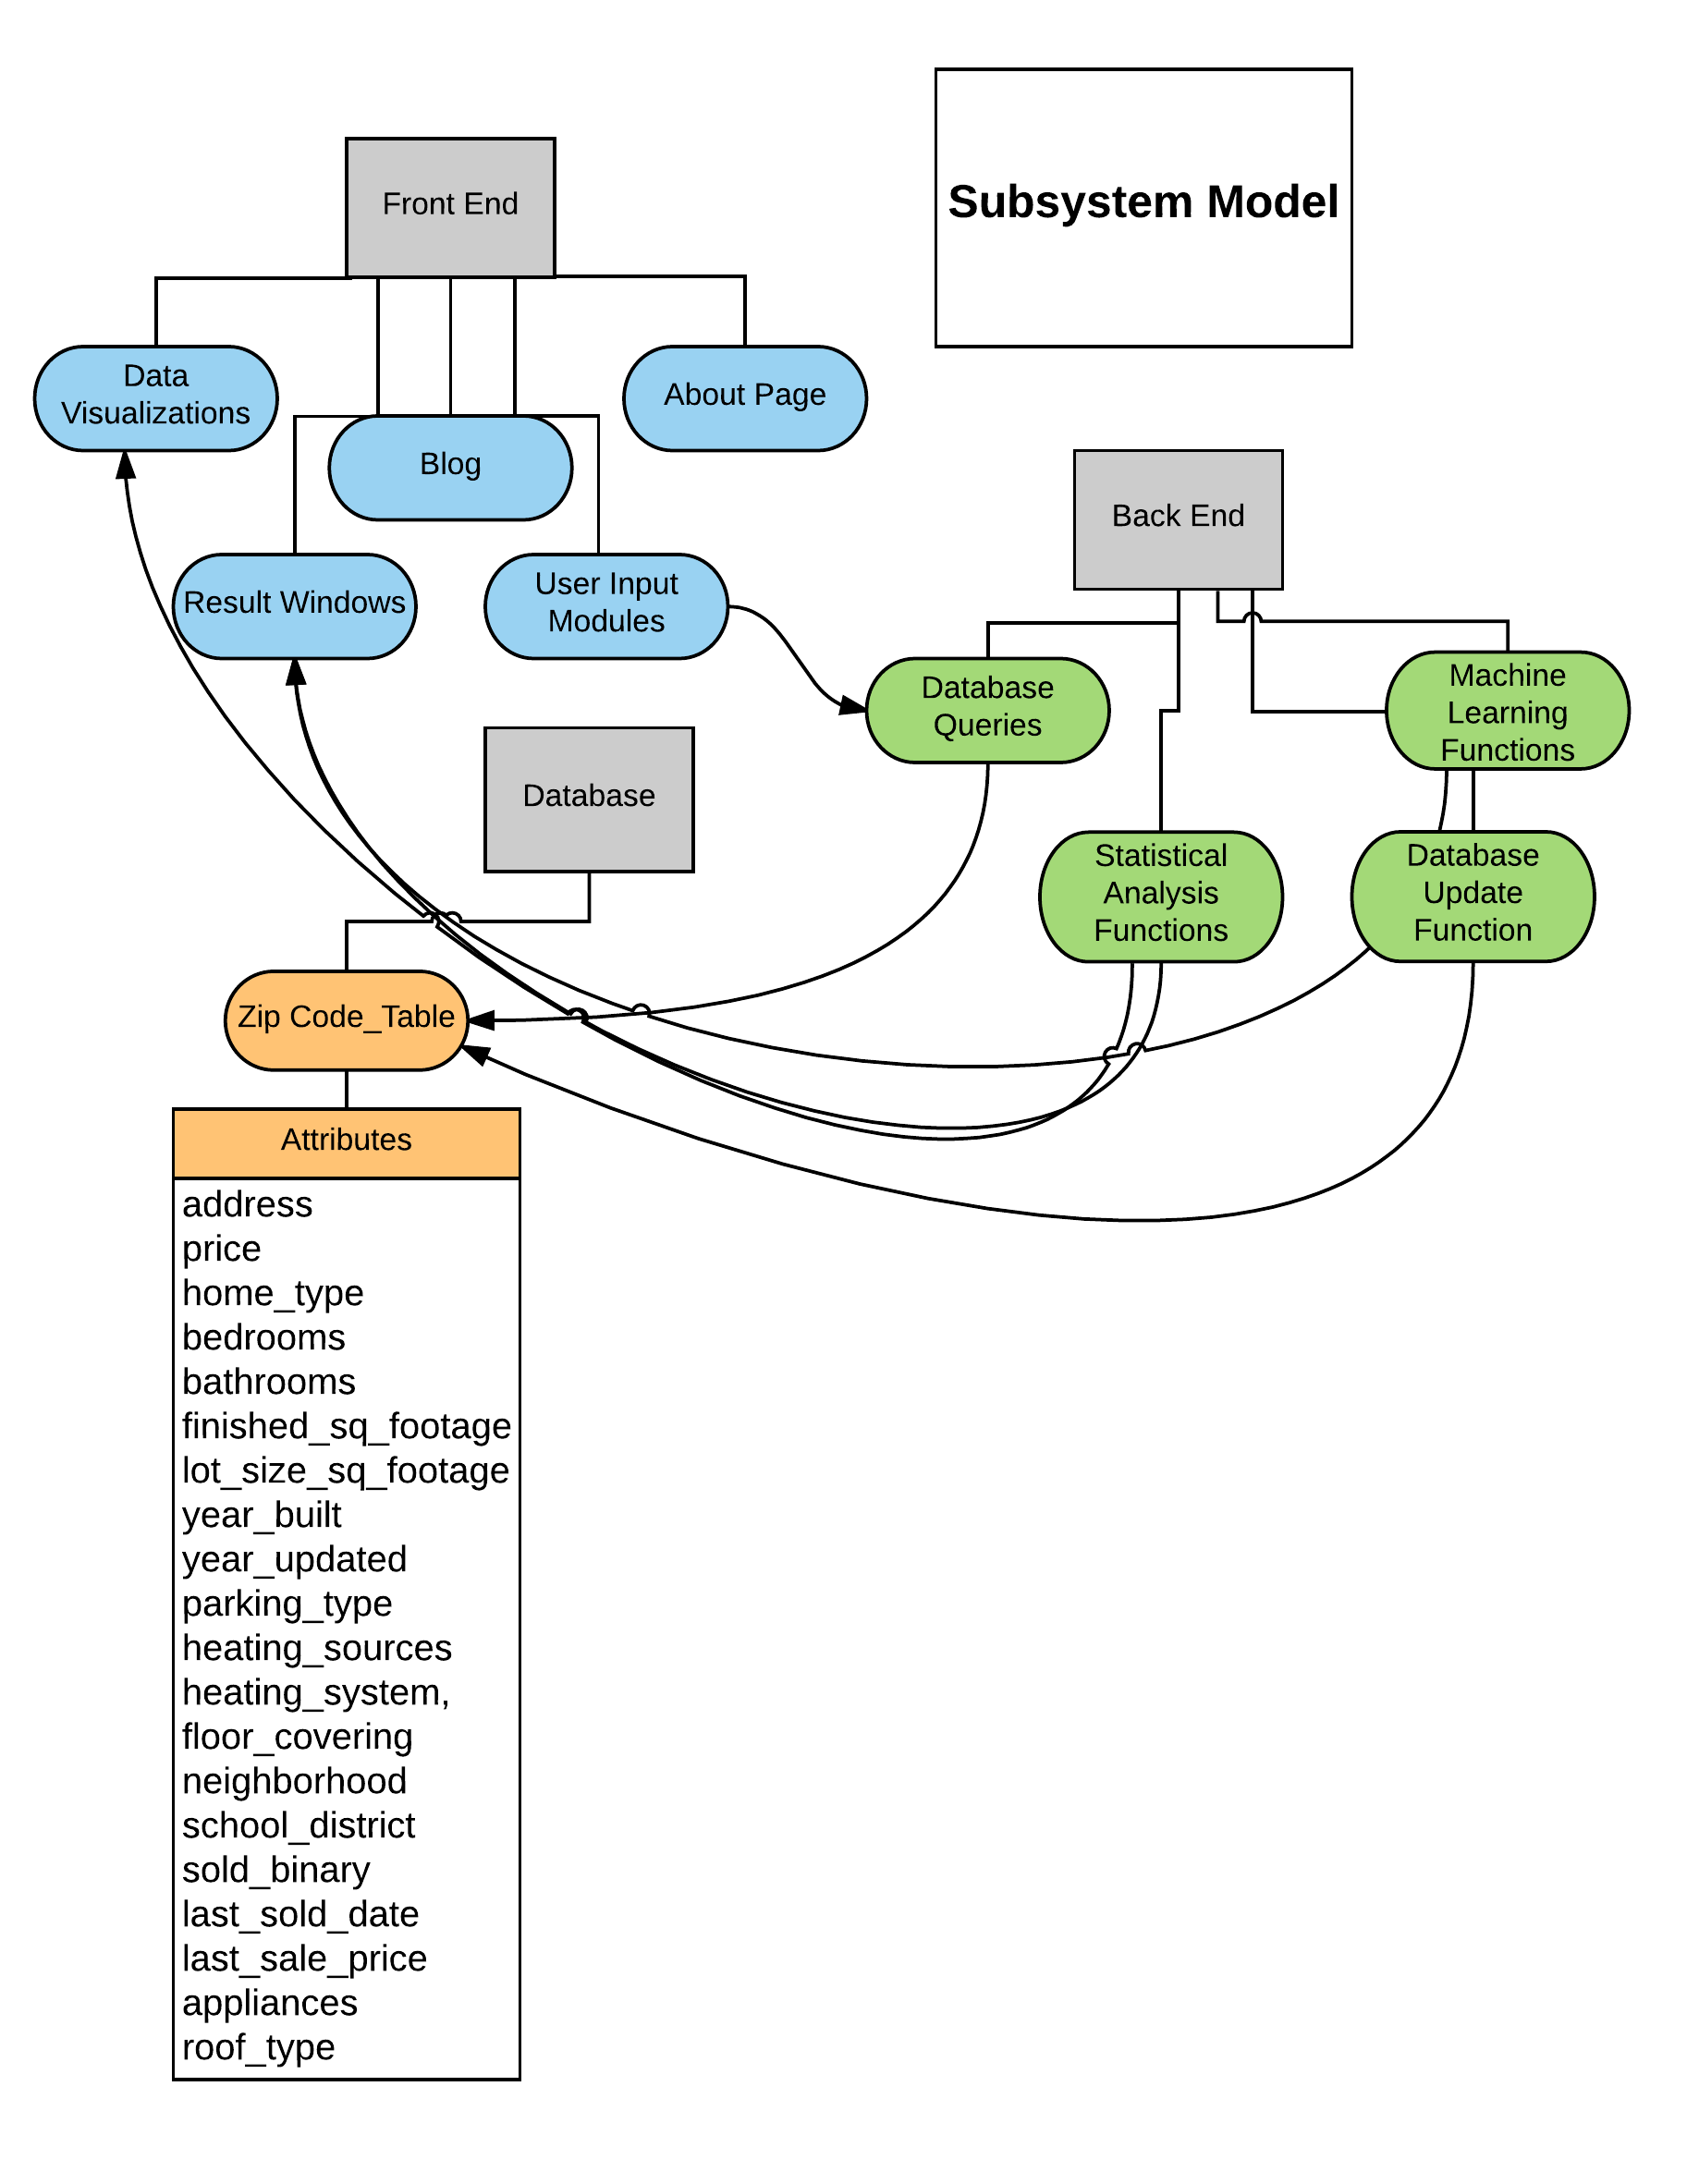 Subsystem Model
Front End
Data
Visualizations
About Page
Blog
Result Windows
User Input
Modules
Back End
Database
Queries
Machine
Learning
Functions
Database
Statistical
Analysis
Functions
Database
Update
Function
Zip Code_Table
Attributes
address
price
home_type
bedrooms
bathrooms
finished_sq_footage
lot_size_sq_footage
year_built
year_updated
parking_type
heating_sources
heating_system,
floor_covering
neighborhood
school_district
sold_binary
last_sold_date
last_sale_price
appliances
roof_type